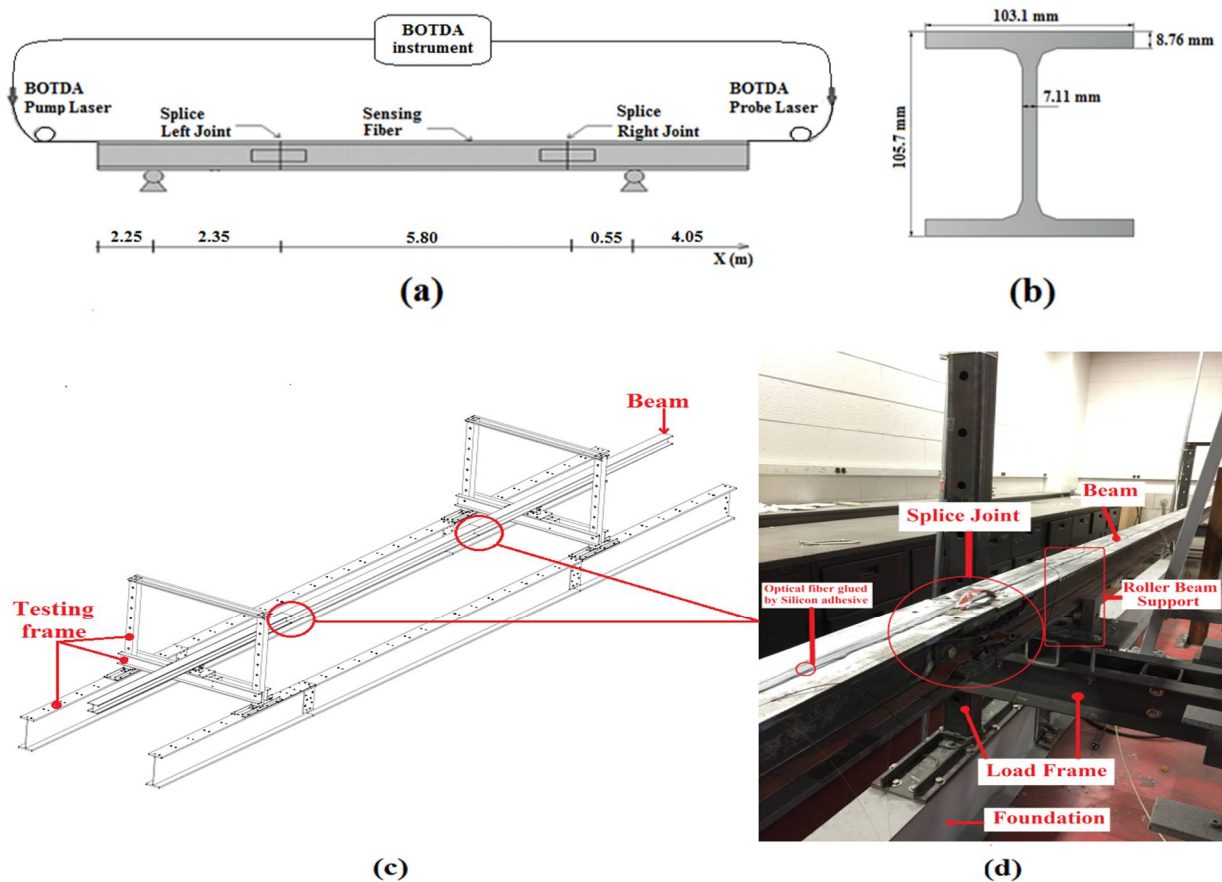 BOTDA
instrument
BOTDA
Pump Laser
Splice
Left Joint
Sensing
Fiber
Splice
Right Joint
BOTDA
Probe Laser
2.25
2.35
5.80
0.55
4.05
X (m)
(a)
103.1 mm
8.76 mm
7.11 mm
105.7 mm
(b)
Beam
Testing
frame
(c)
Beam
Splice Joint
Optical fiber glued
by Silicon adhesive
Roller Beam
Support
Load Frame
Foundation
(d)